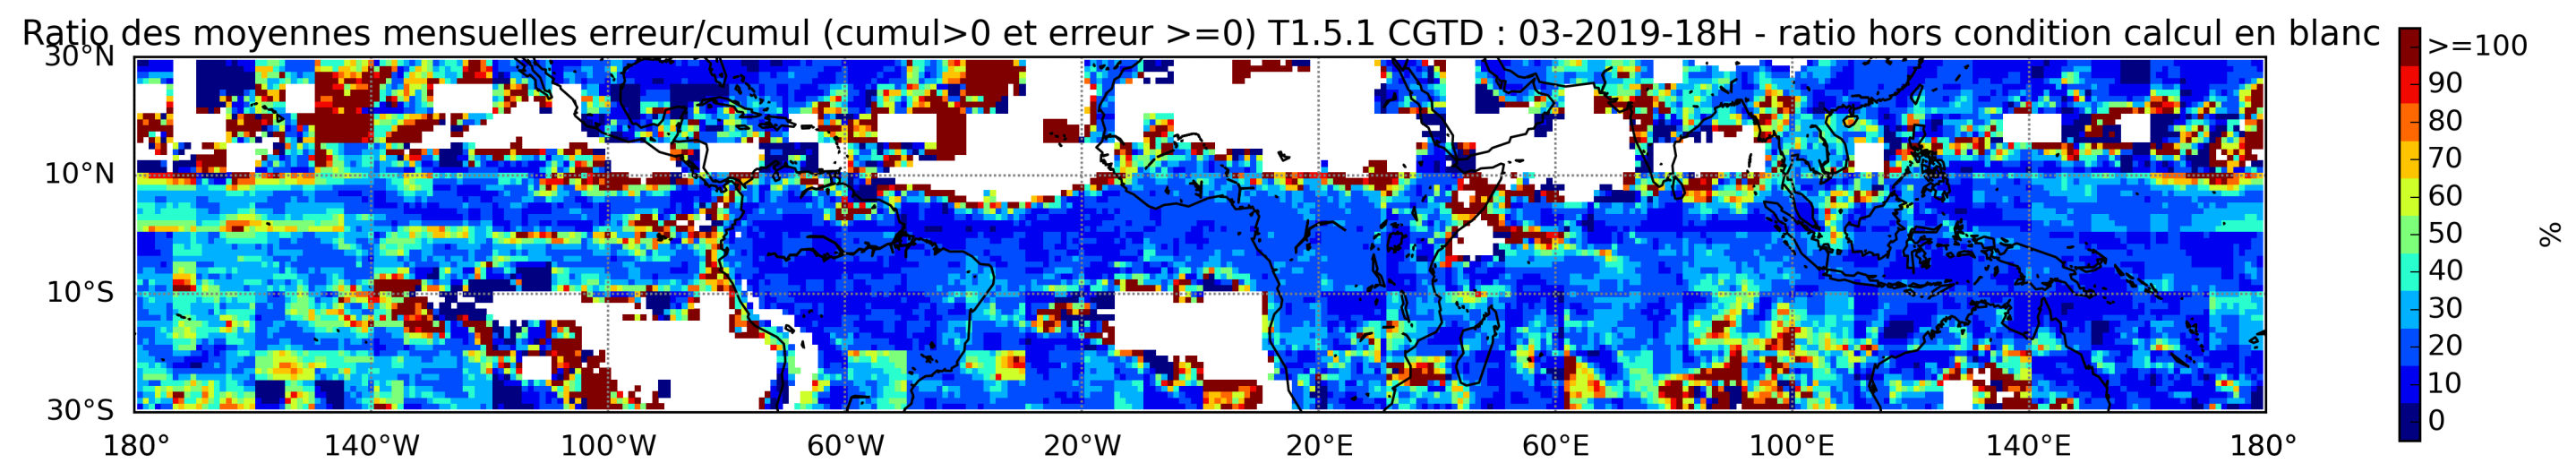 Ratio des moyennes mensuelles erreur/cumul (cumul>0 et erreur >=0) T1.5.1 CGTD : 03-2019-18H - ratio hors condition calcul en blanc
30°N
10°N
10°S
30°S
180° 140°W 100°W 60°W 20°W 20°E 60°E 100°E 140°E 180°
>=100
90
80
70
60
50
40
30
20
10
0
%